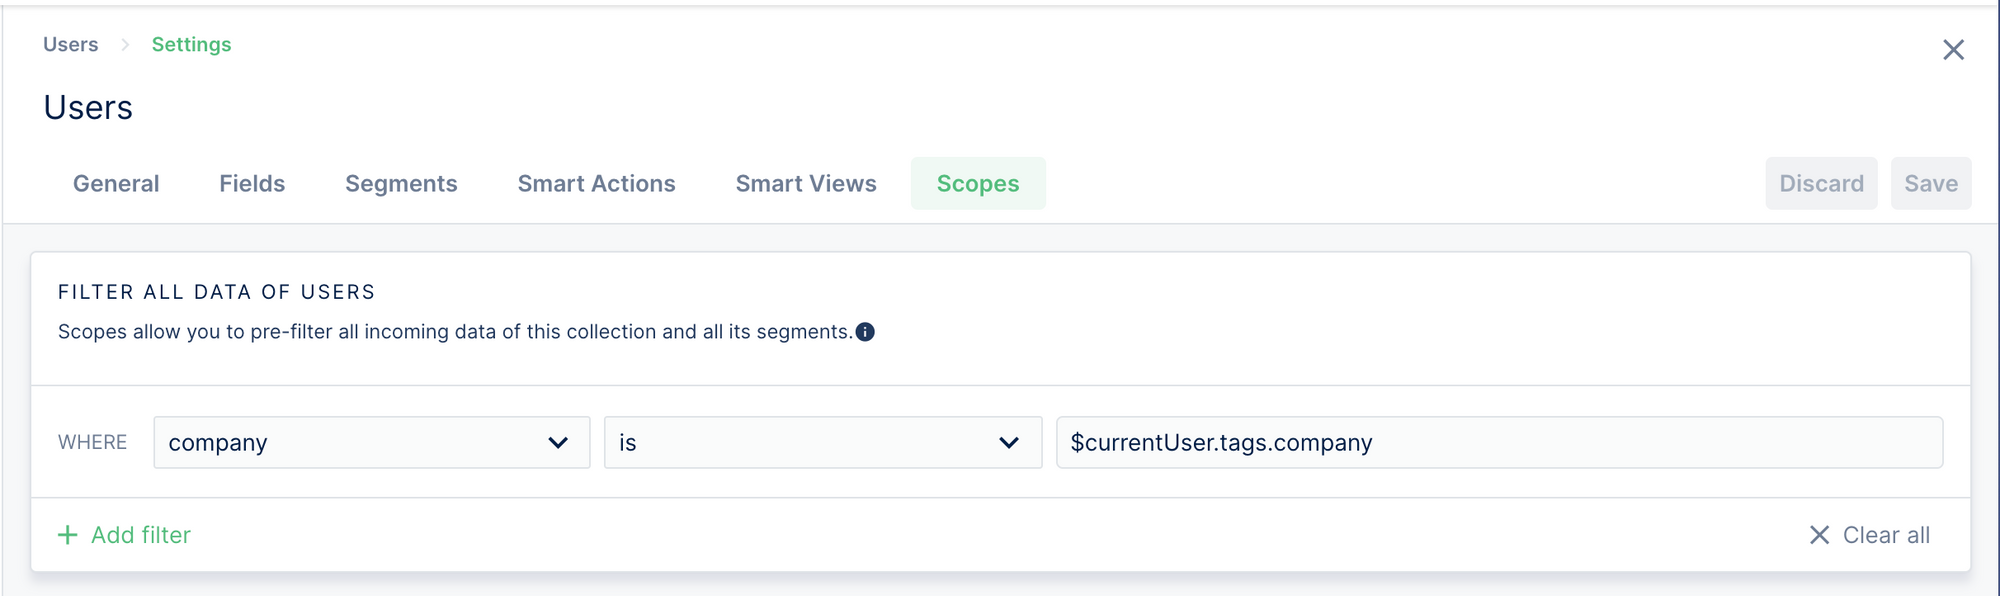 Users > Settings
Users
General Fields Segments Smart Actions Smart Views Scopes Discard Save
FILTER ALL DATA OF USERS
Scopes allow you to pre-filter all incoming data of this collection and all its segments.
WHERE company is $currentUser.tags.company
+ Add filter Clear all